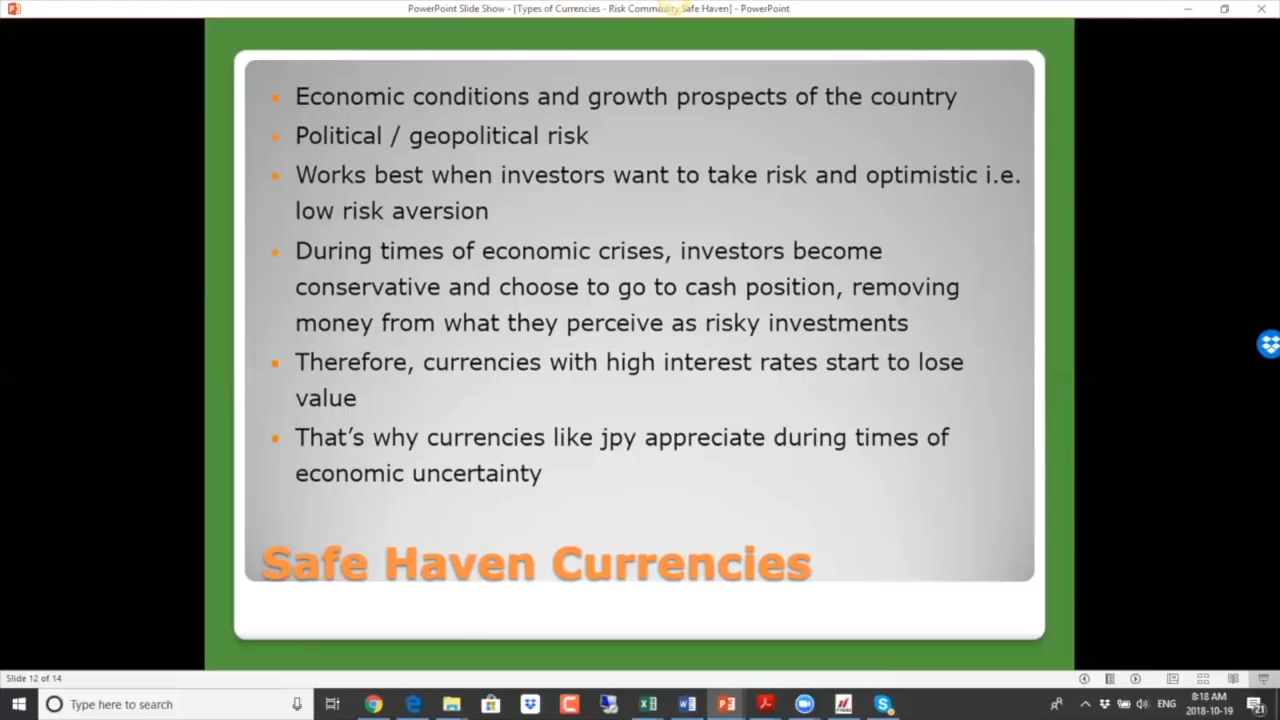 PowerPoint Slide Show - [Types of Currencies - Risk Commodity Safe Haven] - PowerPoint
Economic conditions and growth prospects of the country
Political / geopolitical risk
Works best when investors want to take risk and optimistic i.e.
low risk aversion
During times of economic crises, investors become
conservative and choose to go to cash position, removing
money from what they perceive as risky investments
Therefore, currencies with high interest rates start to lose
value
That’s why currencies like jpy appreciate during times of
economic uncertainty
Safe Haven Currencies
Slide 12 of 14
Type here to search
ENG
8:18 AM
2018-10-19
21